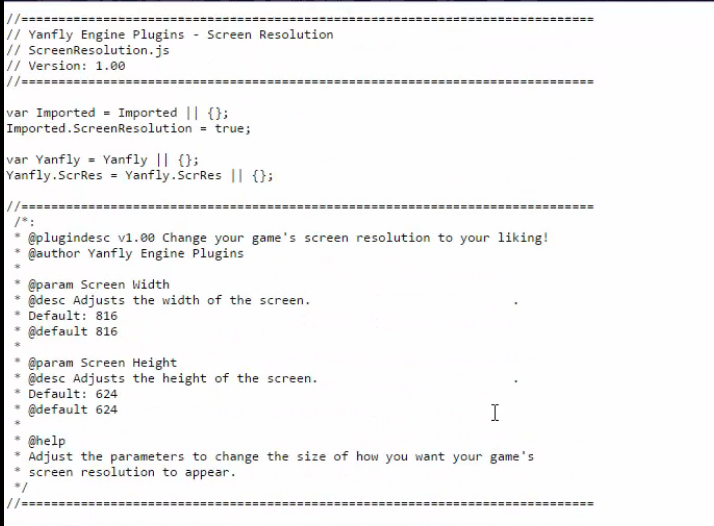 //=============================================================================
// Yanfly Engine Plugins - Screen Resolution
// ScreenResolution.js
// Version: 1.00
//=============================================================================
var Imported = Imported || {};
Imported.ScreenResolution = true;
var Yanfly = Yanfly || {};
Yanfly.ScrRes = Yanfly.ScrRes || {};
//=============================================================================
/*:
* @plugindesc v1.00 Change your game's screen resolution to your liking!
* @author Yanfly Engine Plugins
*
* @param Screen Width
* @desc Adjusts the width of the screen.
* Default: 816
* @default 816
*
* @param Screen Height
* @desc Adjusts the height of the screen.
* Default: 624
* @default 624
*
* @help
* Adjust the parameters to change the size of how you want your game's
* screen resolution to appear.
*/
//=============================================================================